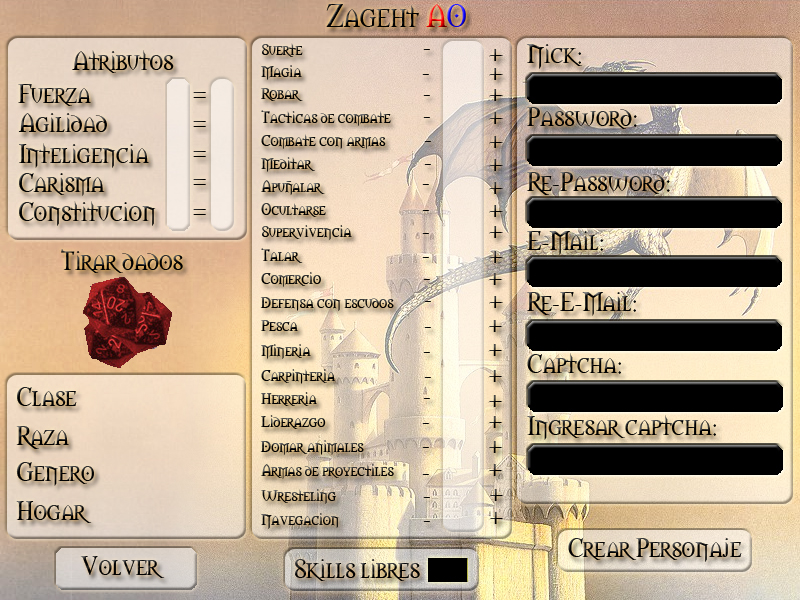 Zageht AO
Atributos
Fuerza =
Agilidad =
Inteligencia =
Carisma =
Constitucion =
Tirar dados
Clase
Raza
Genero
Hogar
Volver
Suerte - +
Magia - +
Robar - +
Tacticas de combate - +
Combate con armas - +
Meditar - +
Apuñalar - +
Ocultarse - +
Supervivencia - +
Talar - +
Comercio - +
Defensa con escudos - +
Pesca - +
Mineria - +
Carpinteria - +
Herreria - +
Liderazgo - +
Domar animales - +
Armas de proyectiles - +
Wresteling - +
Navegacion - +
Skills libres
Nick:
Password:
Re-Password:
E-Mail:
Re-E-Mail:
Captcha:
Ingresar captcha:
Crear Personaje